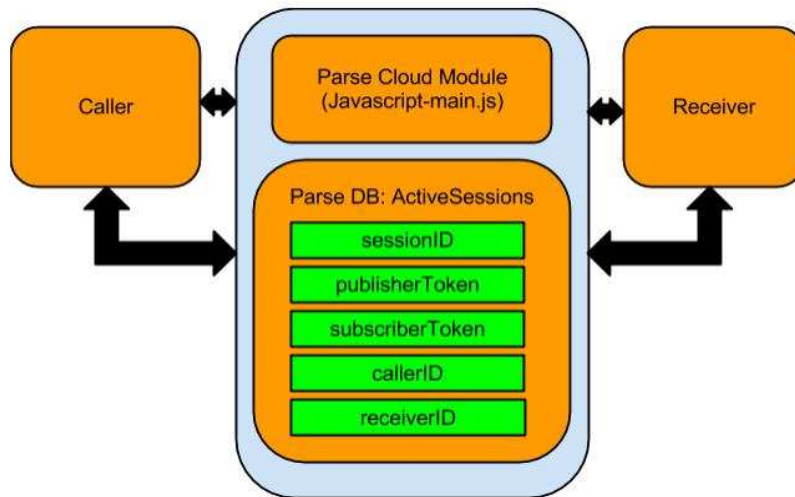 Caller
Parse Cloud Module
(Javascript-main.js)
Receiver
Parse DB: ActiveSessions
sessionID
publisherToken
subscriberToken
callerID
receiverID